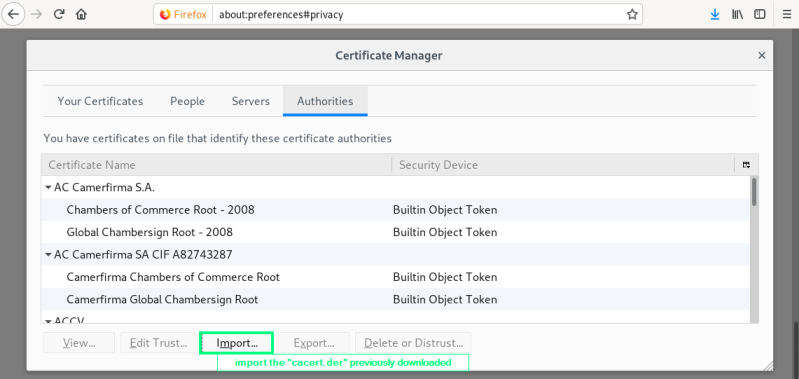 Firefox about:preferences#privacy
Certificate Manager
Your Certificates People Servers Authorities
You have certificates on file that identify these certificate authorities
Certificate Name Security Device
AC Camerfirma S.A.
Chambers of Commerce Root - 2008 Builtin Object Token
Global Chambersign Root - 2008 Builtin Object Token
AC Camerfirma SA CIF A82743287
Camerfirma Chambers of Commerce Root Builtin Object Token
Camerfirma Global Chambersign Root Builtin Object Token
ACCV
View... Edit Trust... Import... Export... Delete or Distrust...
import the "cacert.der" previously downloaded